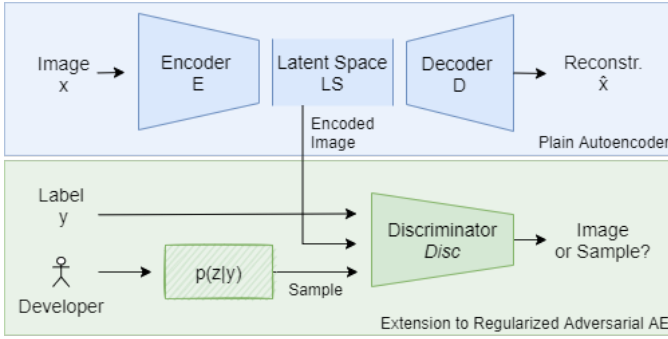 Image
x
Encoder
E
Latent Space
LS
Decoder
D
Reconstr.
x̂
Encoded
Image
Plain Autoencoder
Label
y
Developer
p(z|y)
Sample
Discriminator
Disc
Image
or Sample?
Extension to Regularized Adversarial AE